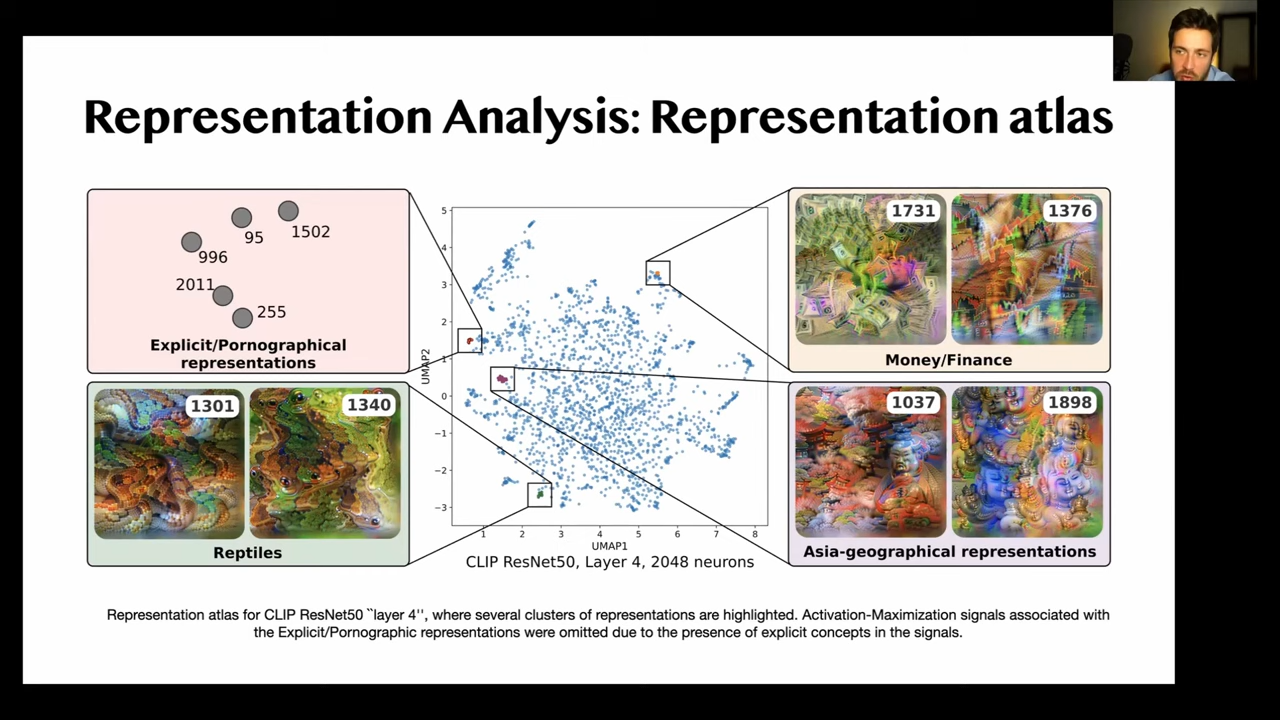 Representation Analysis: Representation atlas
1502
95
996
2011
255
Explicit/Pornographical
representations
1301
1340
Reptiles
5
4
3
2
1
0
−1
−2
−3
UMAP2
1
2
3
4
5
6
7
8
UMAP1
CLIP ResNet50, Layer 4, 2048 neurons
1731
1376
Money/Finance
1037
1898
Asia-geographical representations
Representation atlas for CLIP ResNet50 ``layer 4'', where several clusters of representations are highlighted. Activation-Maximization signals associated with
the Explicit/Pornographic representations were omitted due to the presence of explicit concepts in the signals.